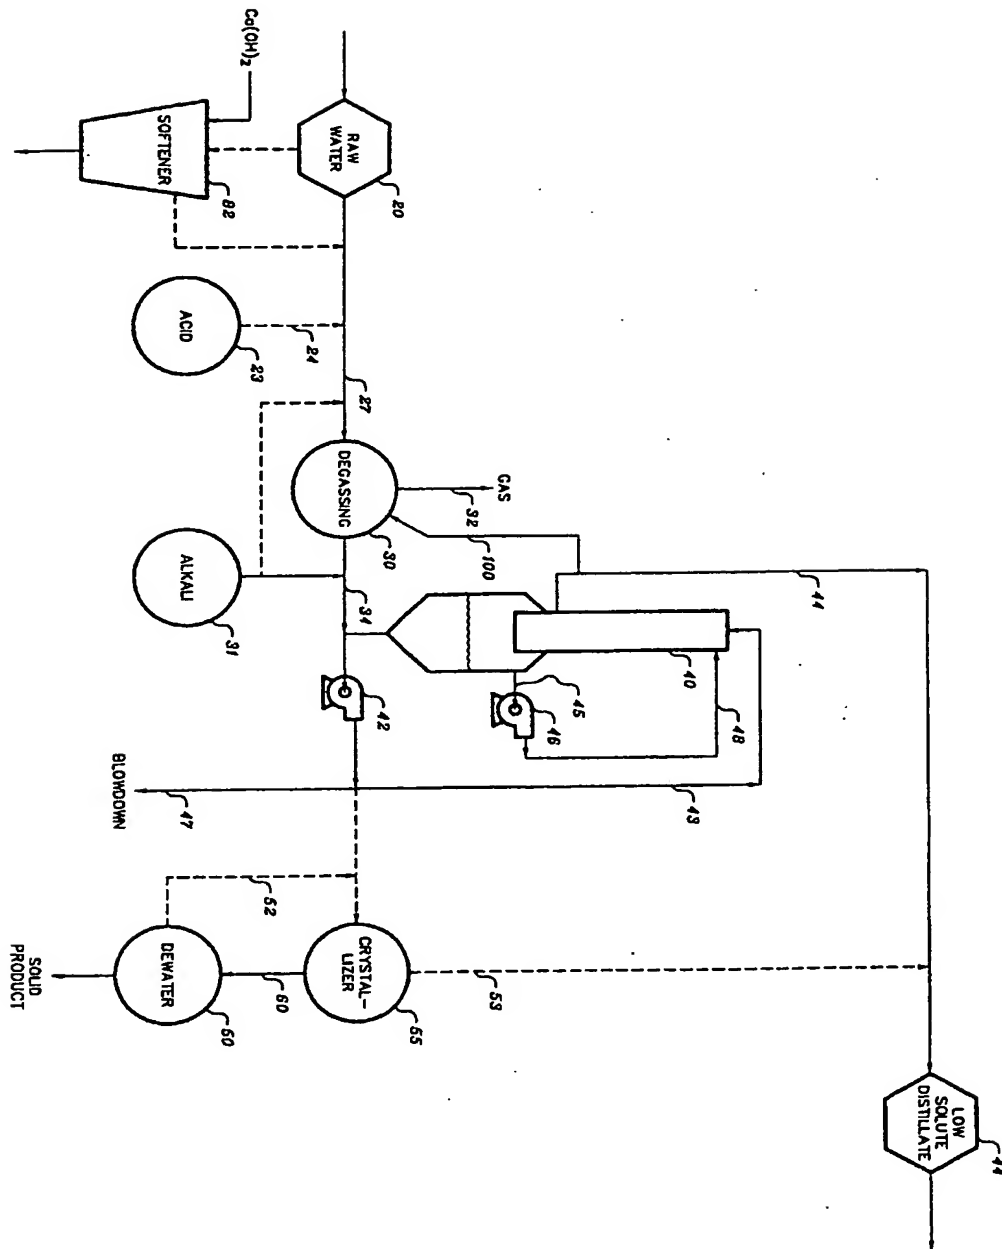 Ca(OH)2
SOFTENER
82
RAW
WATER
20
ACID
23
24
27
DEGASSING
30
GAS
32
100
ALKALI
31
34
44
40
45
46
48
42
43
BLOWDOWN
47
52
DEWATER
60
SOLID
PRODUCT
CRYSTAL-
LIZER
55
60
53
LOW
SOLUTE
DISTILLATE
44